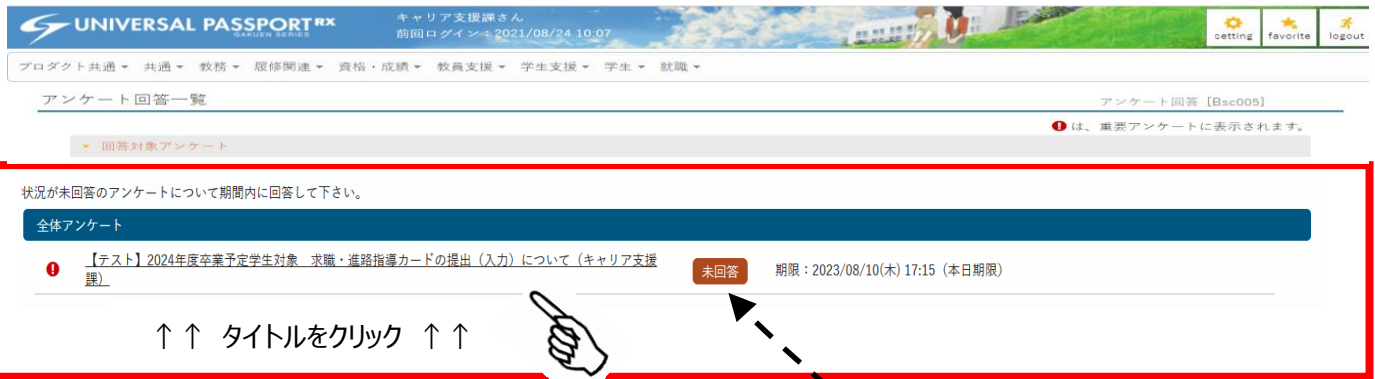 UNIVERSAL PASSPORT RX
GAKUEN SERIES
キャリア支援課さん
前回ログイン：2021/08/24 10:07
setting favorite logout
プロダクト共通 共通 教務 履修関連 資格・成績 教員支援 学生支援 学生 就職
アンケート回答一覧
アンケート回答 [Bsc005]
は、重要アンケートに表示されます。
回答対象アンケート
状況が未回答のアンケートについて期間内に回答して下さい。
全体アンケート
【テスト】2024年度卒業予定学生対象 求職・進路指導カードの提出（入力）について（キャリア支援
課）
未回答
期限：2023/08/10(木) 17:15（本日期限）
↑↑ タイトルをクリック ↑↑